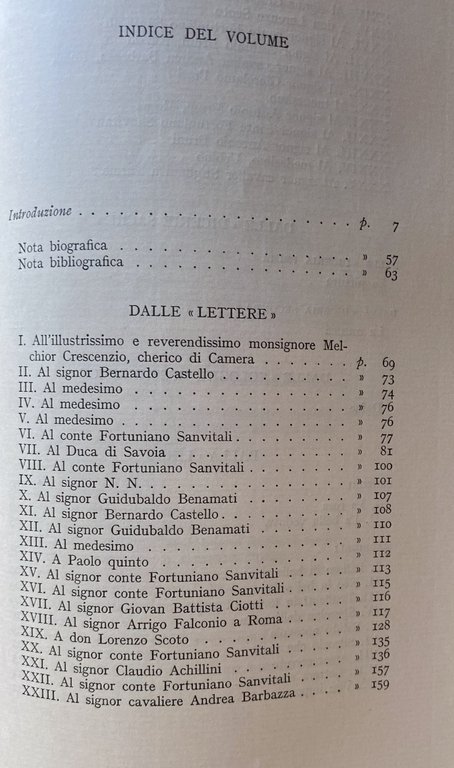 INDICE DEL VOLUME
Introduzione . . . . . . . . . . . . . . . . . . . . p. 7
Nota biografica . . . . . . . . . . . . . . . . . » 57
Nota bibliografica . . . . . . . . . . . . . . . . » 63
DALLE « LETTERE »
I. All'illustrissimo e reverendissimo monsignore Mel-
chior Crescenzio, cherico di Camera . . . . . . . p. 69
II. Al signor Bernardo Castello . . . . . . . . . . » 73
III. Al medesimo . . . . . . . . . . . . . . . . » 74
IV. Al medesimo . . . . . . . . . . . . . . . . » 76
V. Al medesimo . . . . . . . . . . . . . . . . » 76
VI. Al conte Fortuniano Sanvitali . . . . . . . . . » 77
VII. Al Duca di Savoia . . . . . . . . . . . . . . » 81
VIII. Al conte Fortuniano Sanvitali . . . . . . . . » 100
IX. Al signor N. N. . . . . . . . . . . . . . . . » 101
X. Al signor Guidubaldo Benamati . . . . . . . . » 107
XI. Al signor Bernardo Castello . . . . . . . . . . » 108
XII. Al signor Guidubaldo Benamati . . . . . . . . » 110
XIII. Al medesimo . . . . . . . . . . . . . . . . » 111
XIV. A Paolo quinto . . . . . . . . . . . . . . . » 112
XV. Al signor conte Fortuniano Sanvitali . . . . . . » 113
XVI. Al signor conte Fortuniano Sanvitali . . . . . . » 115
XVII. Al signor Giovan Battista Ciotti . . . . . . . » 116
XVIII. Al signor Arrigo Falconio a Roma . . . . . . » 117
XIX. A don Lorenzo Scoto . . . . . . . . . . . . » 128
XX. Al signor conte Fortuniano Sanvitali . . . . . . » 135
XXI. Al signor Claudio Achillini . . . . . . . . . . » 136
XXII. Al signor conte Fortuniano Sanvitali . . . . . » 157
XXIII. Al signor cavaliere Andrea Barbazza . . . . . » 159